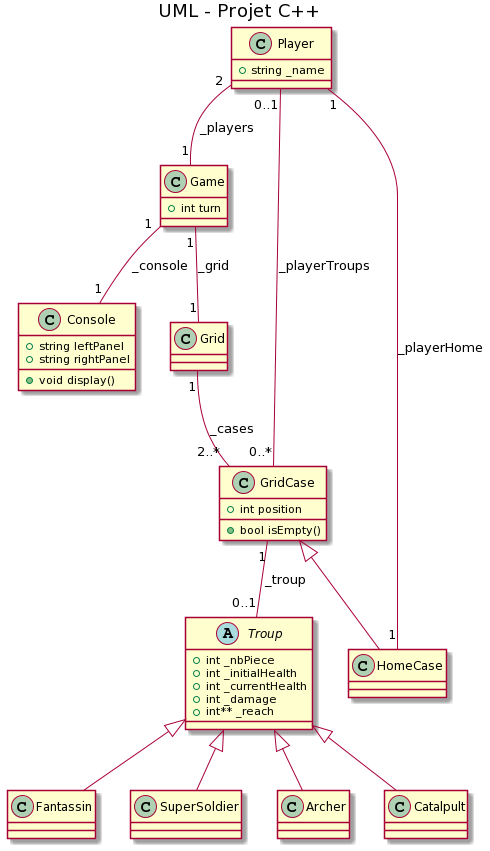 UML - Projet C++
C Player
string _name
2
0..1
1
_players
1
C Game
int turn
1
1
_console
_grid
_playerTroups
1
1
C Console
string leftPanel
string rightPanel
void display()
C Grid
_playerHome
1
_cases
2..*
0..*
C GridCase
int position
bool isEmpty()
1
_troup
0..1
A Troup
int _nbPiece
int _initialHealth
int _currentHealth
int _damage
int** _reach
1
C HomeCase
C Fantassin
C SuperSoldier
C Archer
C Catalpult